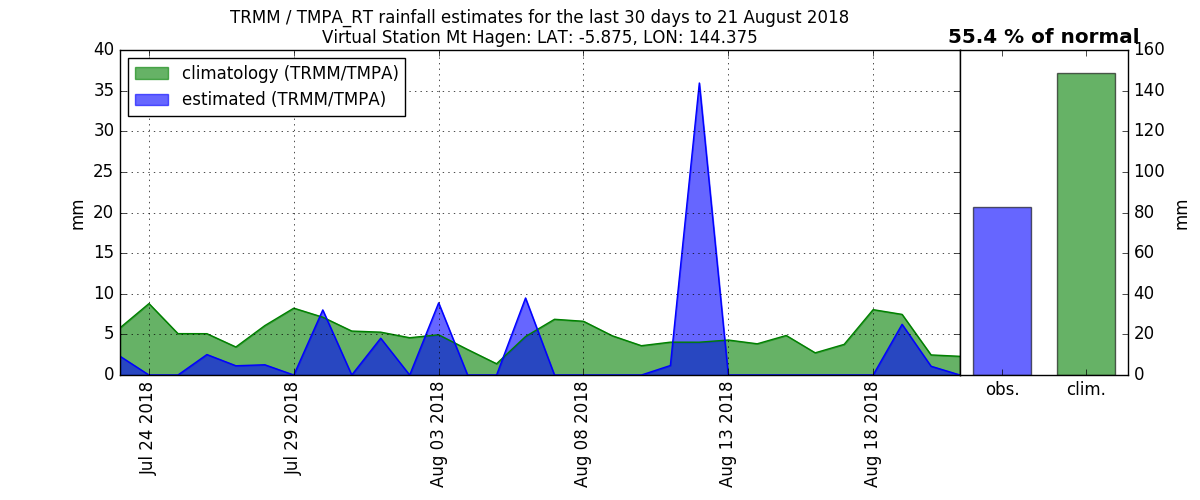 TRMM / TMPA_RT rainfall estimates for the last 30 days to 21 August 2018
Virtual Station Mt Hagen: LAT: -5.875, LON: 144.375
55.4 % of normal
climatology (TRMM/TMPA)
estimated (TRMM/TMPA)
mm
40
35
30
25
20
15
10
5
0
Jul 24 2018
Jul 29 2018
Aug 03 2018
Aug 08 2018
Aug 13 2018
Aug 18 2018
160
140
120
100
80
60
40
20
0
mm
obs.
clim.